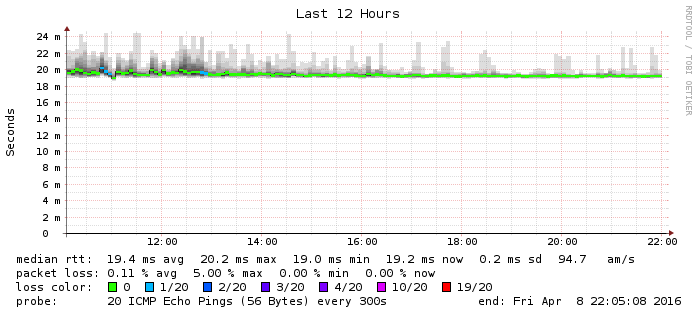 Last 12 Hours
RRDTOOL / TOBI OETIKER
Seconds
24 m
22 m
20 m
18 m
16 m
14 m
12 m
10 m
8 m
6 m
4 m
2 m
0
12:00 14:00 16:00 18:00 20:00 22:00
median rtt: 19.4 ms avg 20.2 ms max 19.0 ms min 19.2 ms now 0.2 ms sd 94.7 am/s
packet loss: 0.11 % avg 5.00 % max 0.00 % min 0.00 % now
loss color: 0 1/20 2/20 3/20 4/20 10/20 19/20
probe: 20 ICMP Echo Pings (56 Bytes) every 300s end: Fri Apr 8 22:05:08 2016